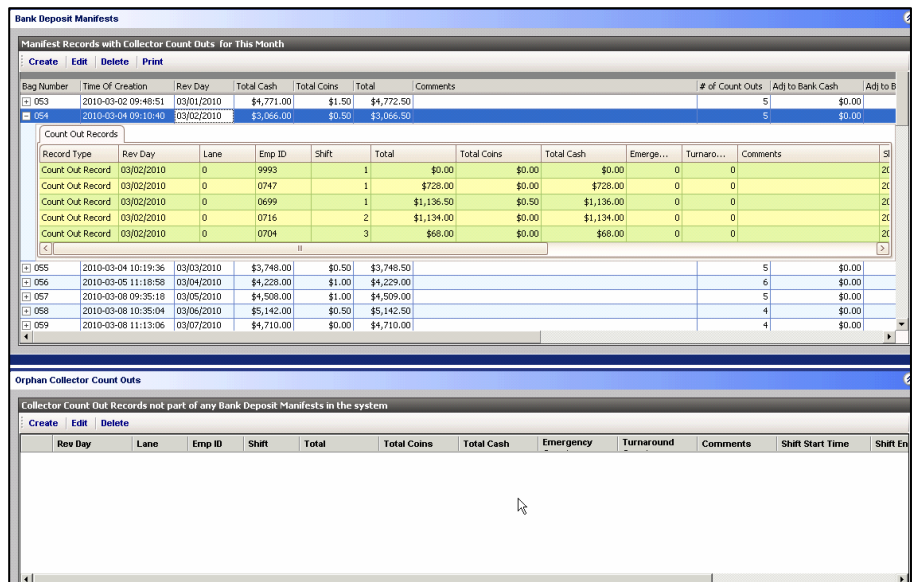 Bank Deposit Manifests
Manifest Records with Collector Count Outs for This Month
Create Edit Delete Print
Bag Number Time Of Creation Rev Day Total Cash Total Coins Total Comments # of Count Outs Adj to Bank Cash Adj to B
053 2010-03-02 09:48:51 03/01/2010 $4,771.00 $1.50 $4,772.50 5 $0.00
054 2010-03-04 09:10:40 03/02/2010 $3,066.00 $0.50 $3,066.50 5 $0.00
Count Out Records
Record Type Rev Day Lane Emp ID Shift Total Total Coins Total Cash Emerge... Turnaro... Comments Sl
Count Out Record 03/02/2010 0 9993 1 $0.00 $0.00 $0.00 0 0 20
Count Out Record 03/02/2010 0 0747 1 $728.00 $0.00 $728.00 0 0 20
Count Out Record 03/02/2010 0 0699 1 $1,136.50 $0.50 $1,136.00 0 0 20
Count Out Record 03/02/2010 0 0716 2 $1,134.00 $0.00 $1,134.00 0 0 20
Count Out Record 03/02/2010 0 0704 3 $68.00 $0.00 $68.00 0 0 20
055 2010-03-04 10:19:36 03/03/2010 $3,748.00 $0.50 $3,748.50 5 $0.00
056 2010-03-05 11:18:58 03/04/2010 $4,228.00 $1.00 $4,229.00 6 $0.00
057 2010-03-08 09:35:18 03/05/2010 $4,508.00 $1.00 $4,509.00 5 $0.00
058 2010-03-08 10:35:04 03/06/2010 $5,142.00 $0.50 $5,142.50 4 $0.00
059 2010-03-08 11:13:06 03/07/2010 $4,710.00 $0.00 $4,710.00 4 $0.00
Orphan Collector Count Outs
Collector Count Out Records not part of any Bank Deposit Manifests in the system
Create Edit Delete
Rev Day Lane Emp ID Shift Total Total Coins Total Cash Emergency Turnaround Comments Shift Start Time Shift En